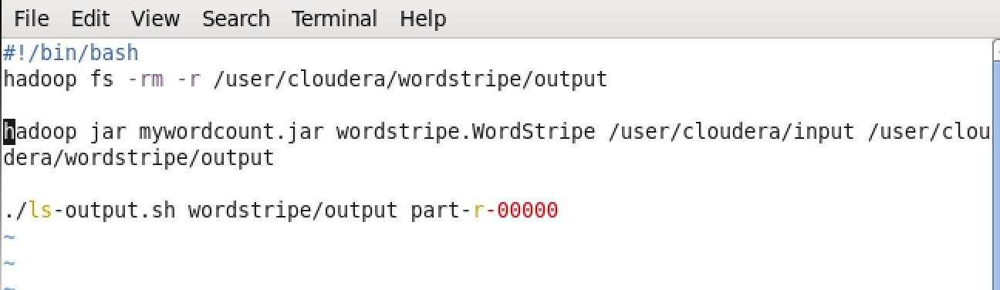 File Edit View Search Terminal Help
#!/bin/bash
hadoop fs -rm -r /user/cloudera/wordstripe/output
hadoop jar mywordcount.jar wordstripe.WordStripe /user/cloudera/input /user/clou
dera/wordstripe/output
./ls-output.sh wordstripe/output part-r-00000
~
~
~